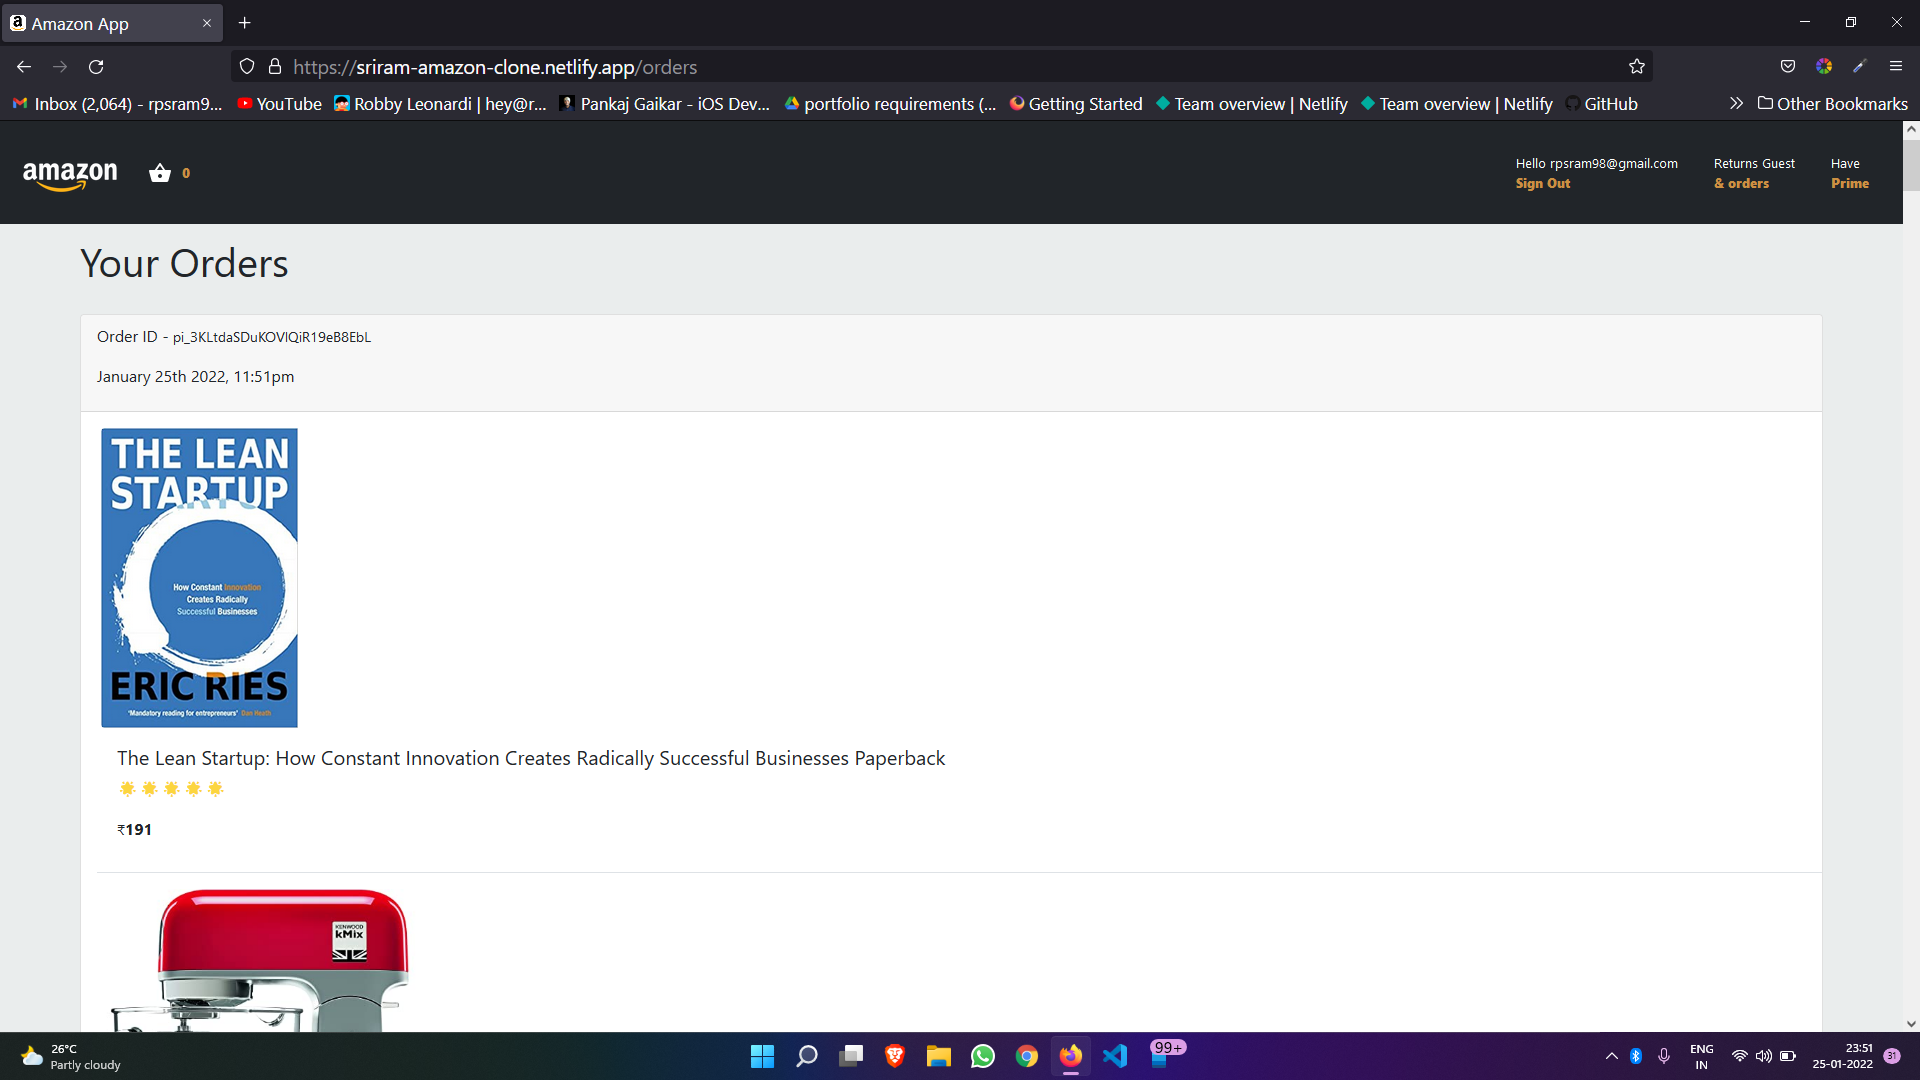 Amazon App
https://sriram-amazon-clone.netlify.app/orders
Inbox (2,064) - rpsram9... YouTube Robby Leonardi | hey@r... Pankaj Gaikar - iOS Dev... portfolio requirements (... Getting Started Team overview | Netlify Team overview | Netlify GitHub Other Bookmarks
amazon 0
Hello rpsram98@gmail.com
Sign Out
Returns Guest
& orders
Have
Prime
Your Orders
Order ID - pi_3KLtdaSDuKOVlQiR19eB8EbL
January 25th 2022, 11:51pm
THE LEAN
STARTUP
How Constant Innovation
Creates Radically
Successful Businesses
ERIC RIES
'Mandatory reading for entrepreneurs' Dan Heath
The Lean Startup: How Constant Innovation Creates Radically Successful Businesses Paperback
₹191
KENWOOD
kMix
26°C
Partly cloudy
99+
ENG
IN
23:51
25-01-2022
31